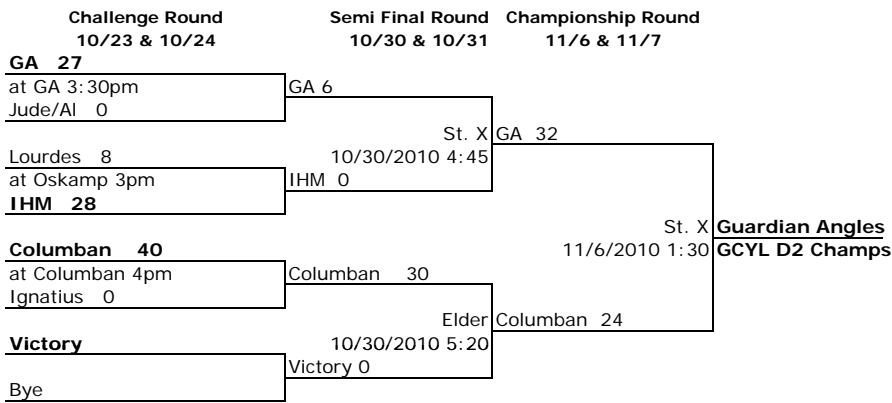 Challenge Round Semi Final Round Championship Round
10/23 & 10/24 10/30 & 10/31 11/6 & 11/7
GA 27
at GA 3:30pm GA 6
Jude/Al 0
St. X GA 32
Lourdes 8 10/30/2010 4:45
at Oskamp 3pm IHM 0
IHM 28
St. X Guardian Angles
Columban 40 11/6/2010 1:30 GCYL D2 Champs
at Columban 4pm Columban 30
Ignatius 0
Elder Columban 24
Victory 10/30/2010 5:20
Victory 0
Bye